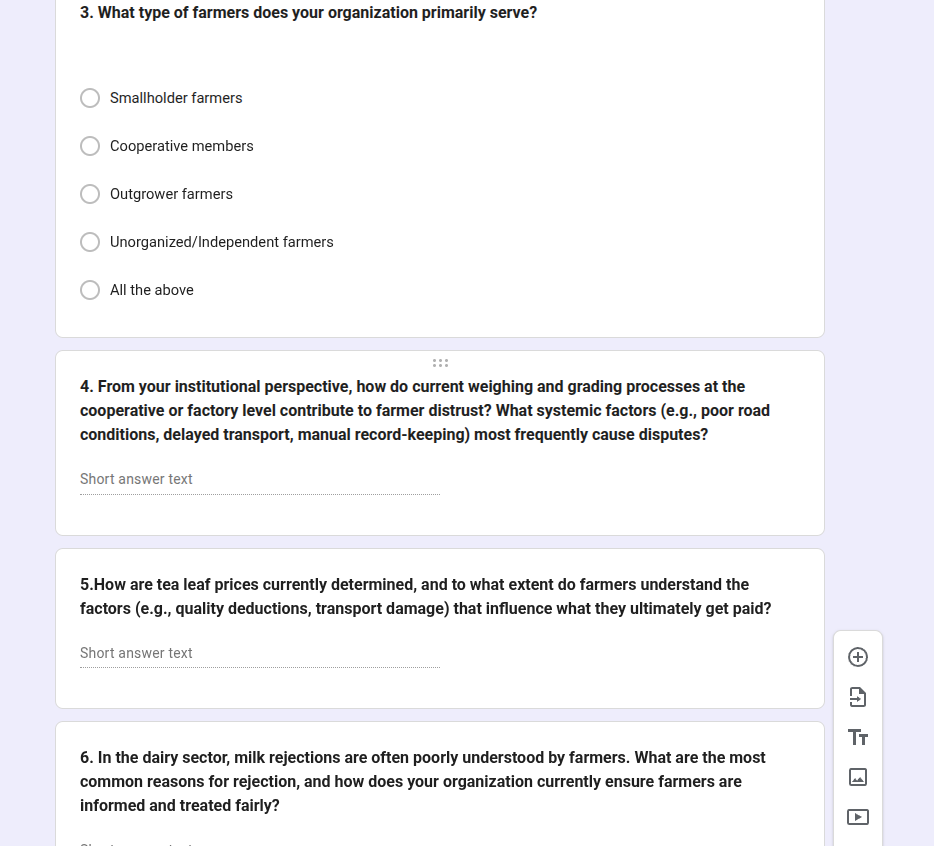 3. What type of farmers does your organization primarily serve?
Smallholder farmers
Cooperative members
Outgrower farmers
Unorganized/Independent farmers
All the above
4. From your institutional perspective, how do current weighing and grading processes at the
cooperative or factory level contribute to farmer distrust? What systemic factors (e.g., poor road
conditions, delayed transport, manual record-keeping) most frequently cause disputes?
Short answer text
5.How are tea leaf prices currently determined, and to what extent do farmers understand the
factors (e.g., quality deductions, transport damage) that influence what they ultimately get paid?
Short answer text
6. In the dairy sector, milk rejections are often poorly understood by farmers. What are the most
common reasons for rejection, and how does your organization currently ensure farmers are
informed and treated fairly?